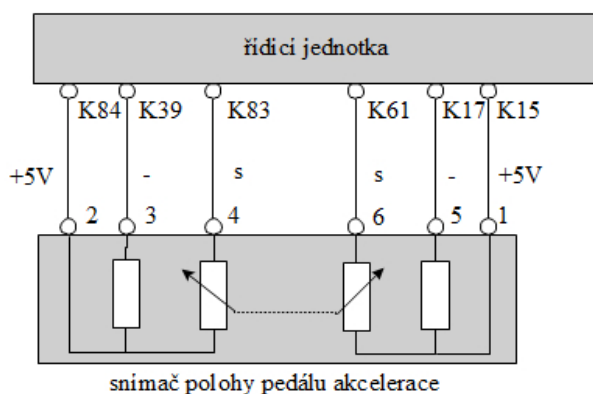 řídicí jednotka
K84 K39 K83 K61 K17 K15
+5V - s s - +5V
2 3 4 6 5 1
snímač polohy pedálu akcelerace